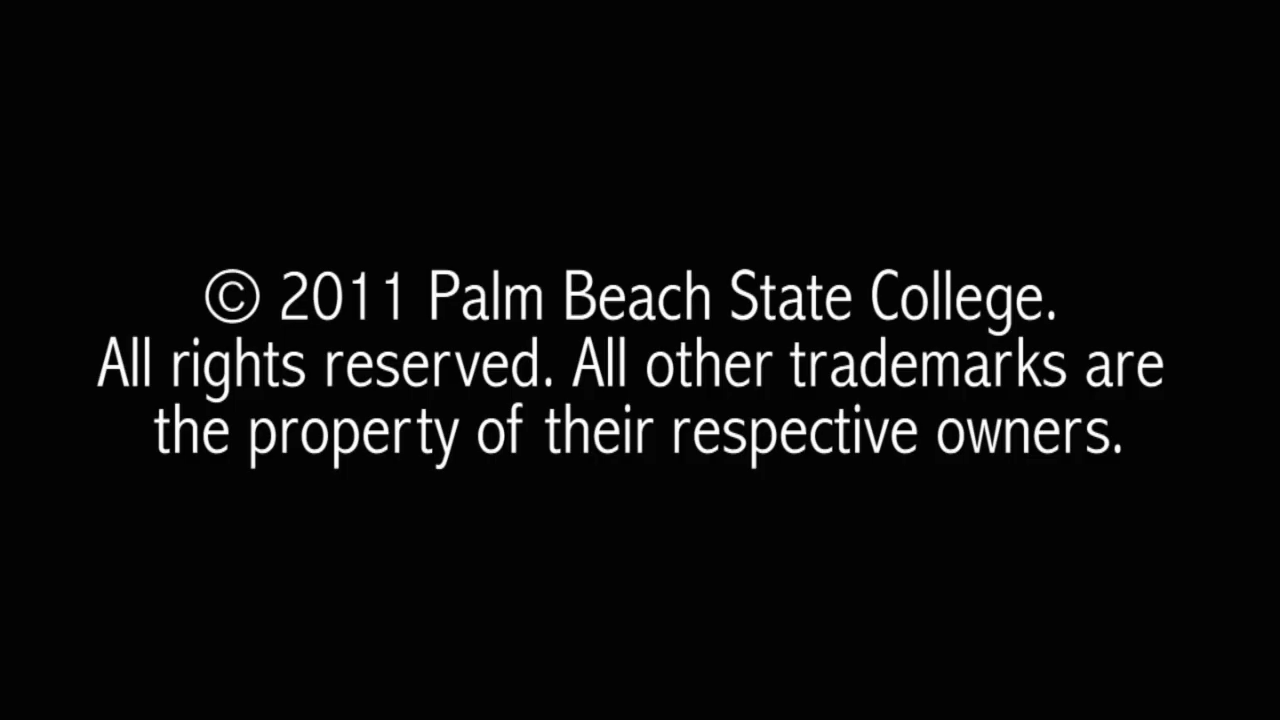 © 2011 Palm Beach State College.
All rights reserved. All other trademarks are
the property of their respective owners.